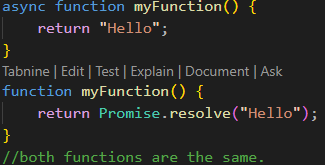 async function myFunction() {
    return "Hello";
}
Tabnine | Edit | Test | Explain | Document | Ask
function myFunction() {
    return Promise.resolve("Hello");
}
//both functions are the same.